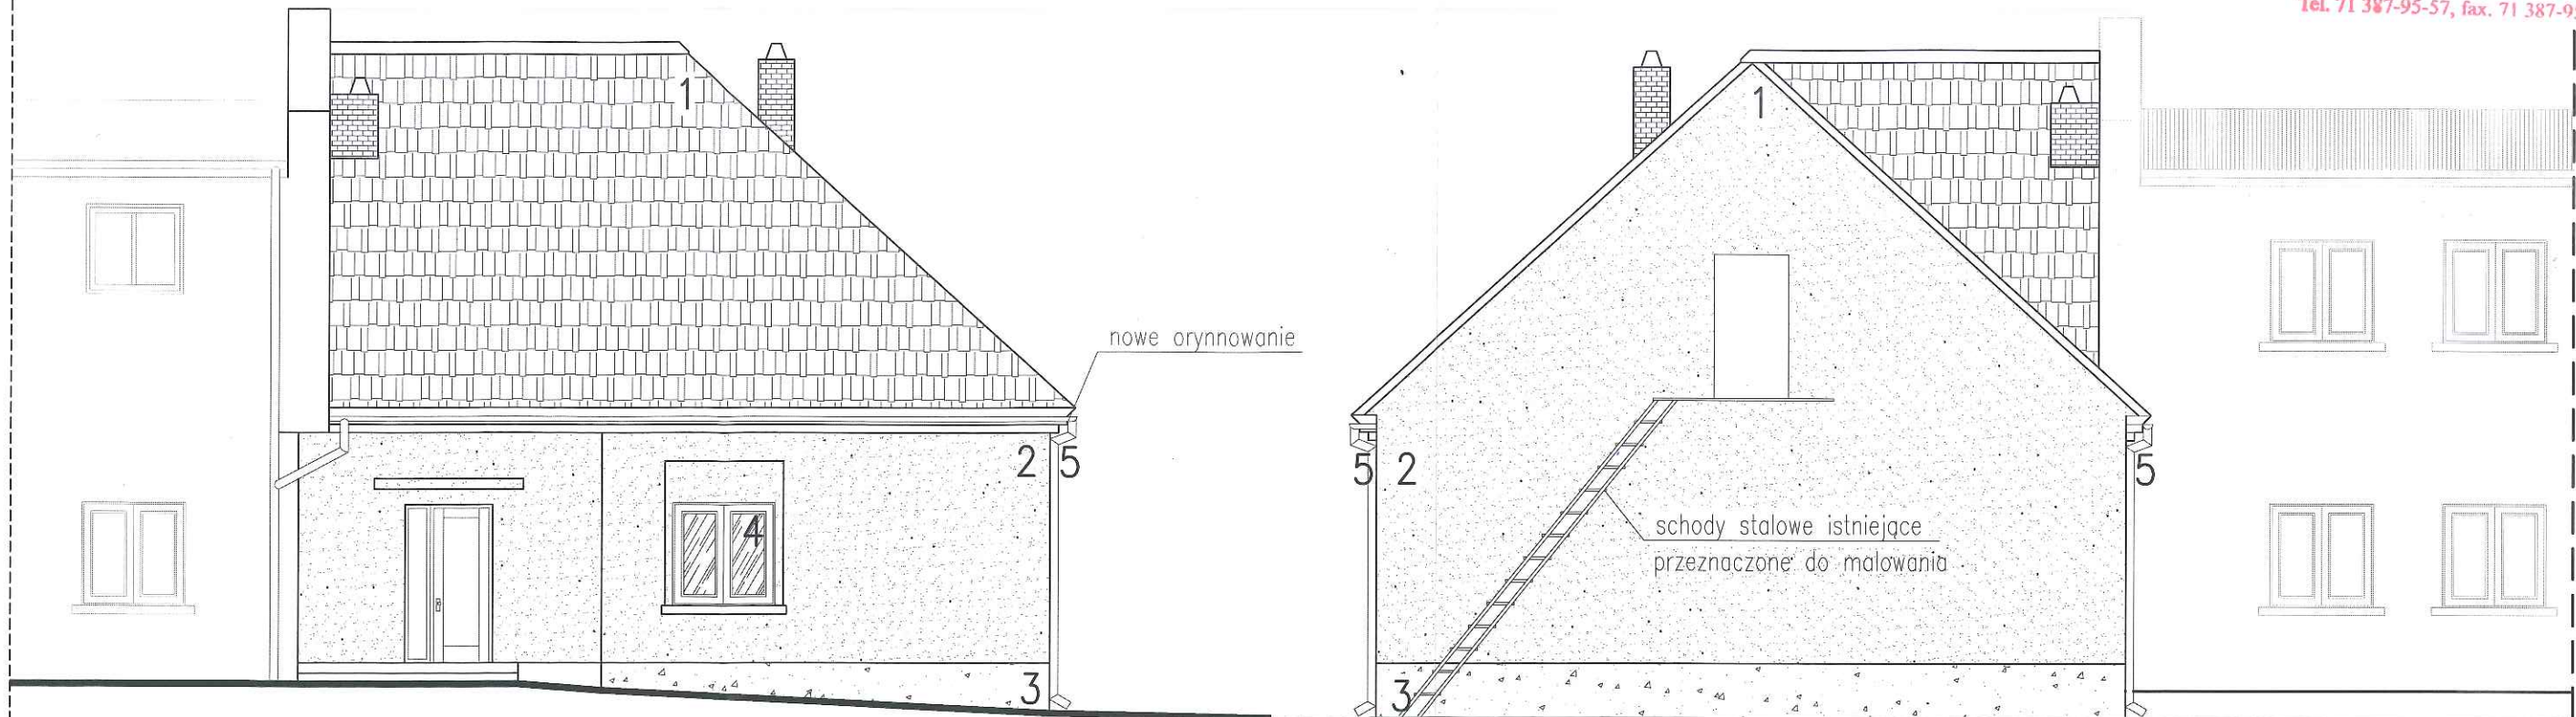 Tel. 71 387-95-57, fax. 71 387-9
1
2 5
4
3
nowe orynnowanie
1
5 2
5
schody stalowe istniejące
przeznaczone do malowania
3